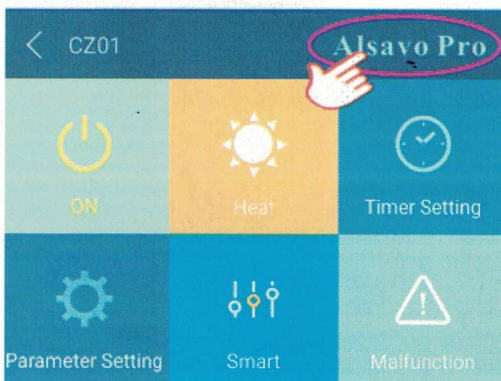 CZ01 Alsavo Pro
ON Heat Timer Setting
Parameter Setting Smart Malfunction